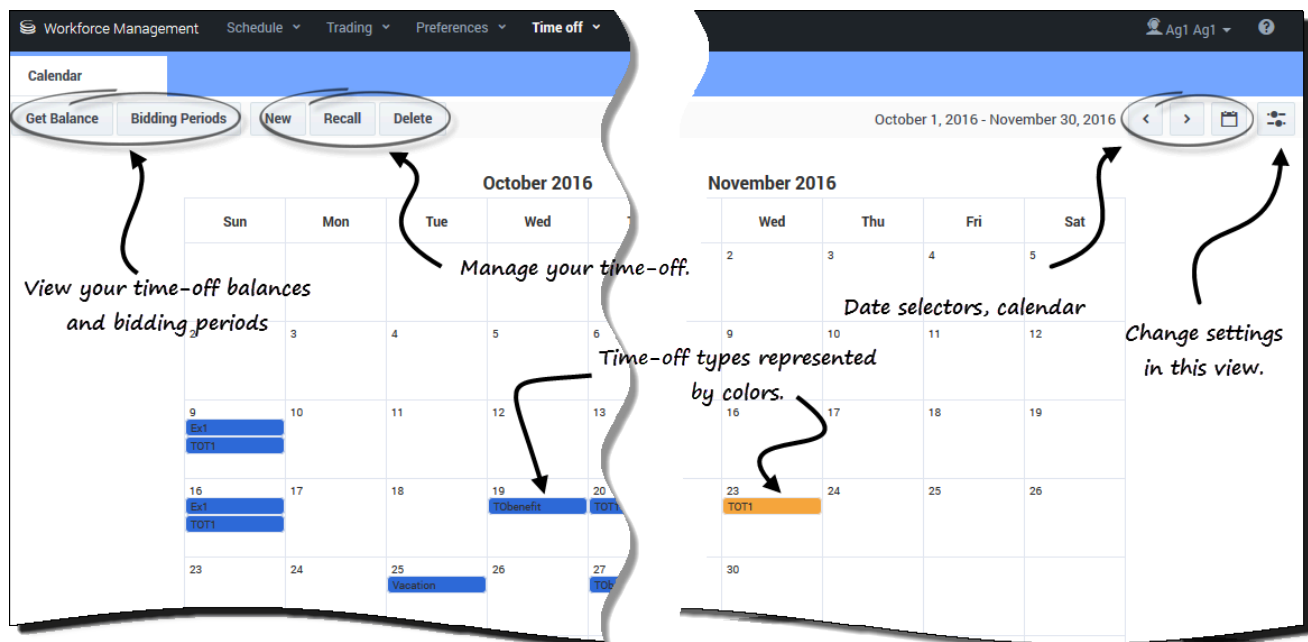 Workforce Management Schedule Trading Preferences Time off Ag1 Ag1 ?
Calendar
Get Balance Bidding Periods New Recall Delete October 1, 2016 - November 30, 2016
October 2016 November 2016
Sun Mon Tue Wed Wed Thu Fri Sat
2 3 4 5
Manage your time-off.
View your time-off balances
and bidding periods
Date selectors, calendar
Change settings
in this view.
2 3 4 5 6 9 10 11 12
Time-off types represented
by colors.
9 10 11 12 13 16 17 18 19
Ex1
TOT1
16 17 18 19 20 23 24 25 26
Ex1 TObenefit TOT1 TOT1
TOT1
23 24 25 26 27 30
Vacation